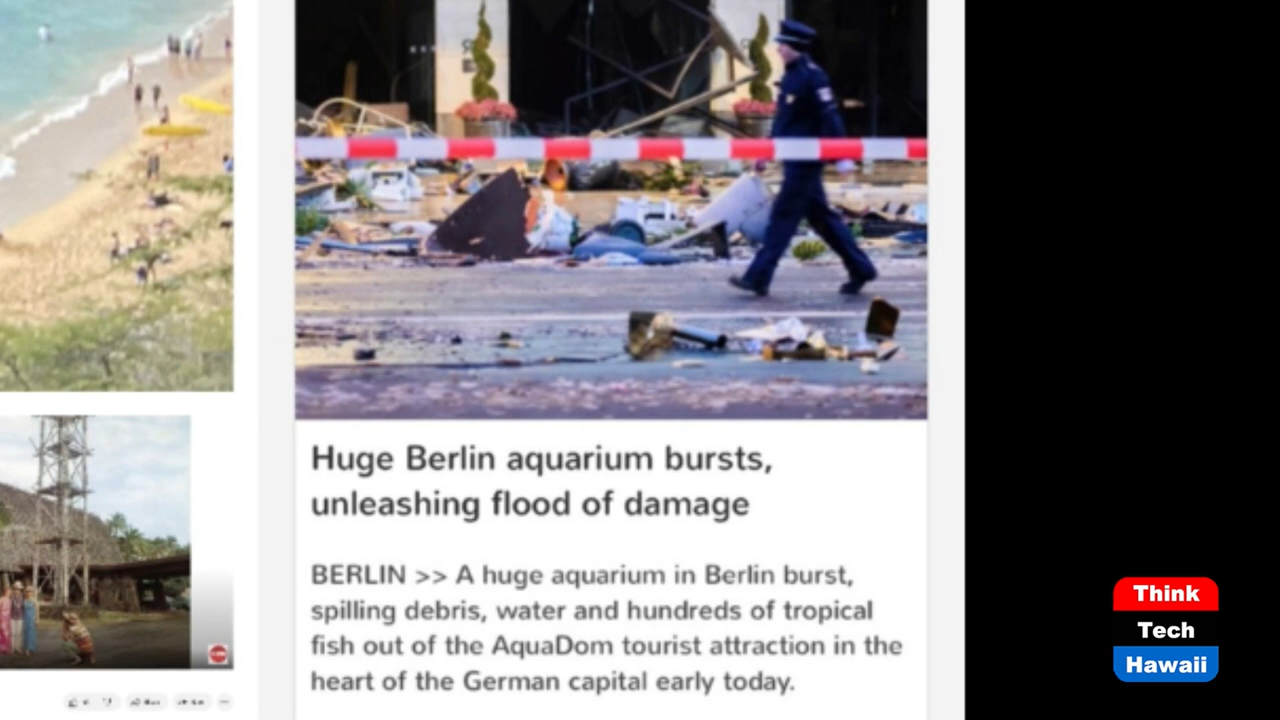 Huge Berlin aquarium bursts,
unleashing flood of damage
BERLIN >> A huge aquarium in Berlin burst,
spilling debris, water and hundreds of tropical
fish out of the AquaDom tourist attraction in the
heart of the German capital early today.
Think
Tech
Hawaii